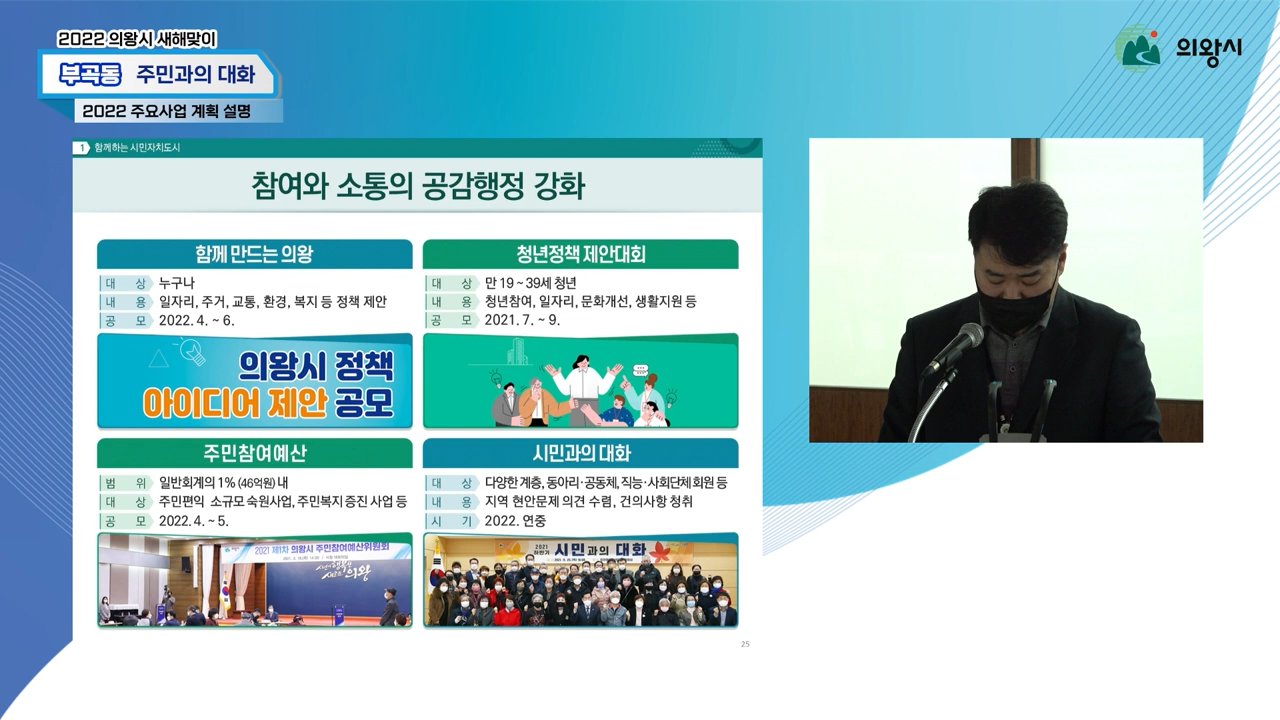 2022 의왕시 새해맞이
부곡동 주민과의 대화
2022 주요사업 계획 설명
의왕시
1 함께하는 시민자치도시
참여와 소통의 공감행정 강화
함께 만드는 의왕
대 상 누구나
내 용 일자리, 주거, 교통, 환경, 복지 등 정책 제안
공 모 2022. 4. ~ 6.
의왕시 정책
아이디어 제안 공모
청년정책 제안대회
대 상 만 19 ~ 39세 청년
내 용 청년참여, 일자리, 문화개선, 생활지원 등
공 모 2021. 7. ~ 9.
주민참여예산
범 위 일반회계의 1% (46억원) 내
대 상 주민편익 소규모 숙원사업, 주민복지증진 사업 등
공 모 2022. 4. ~ 5.
2021 제1차 의왕시 주민참여예산위원회
의왕
시민과의 대화
대 상 다양한 계층, 동아리·공동체, 직능·사회단체 회원 등
내 용 지역 현안문제 의견 수렴, 건의사항 청취
시 기 2022. 연중
2021
하반기 시민과의 대화
25